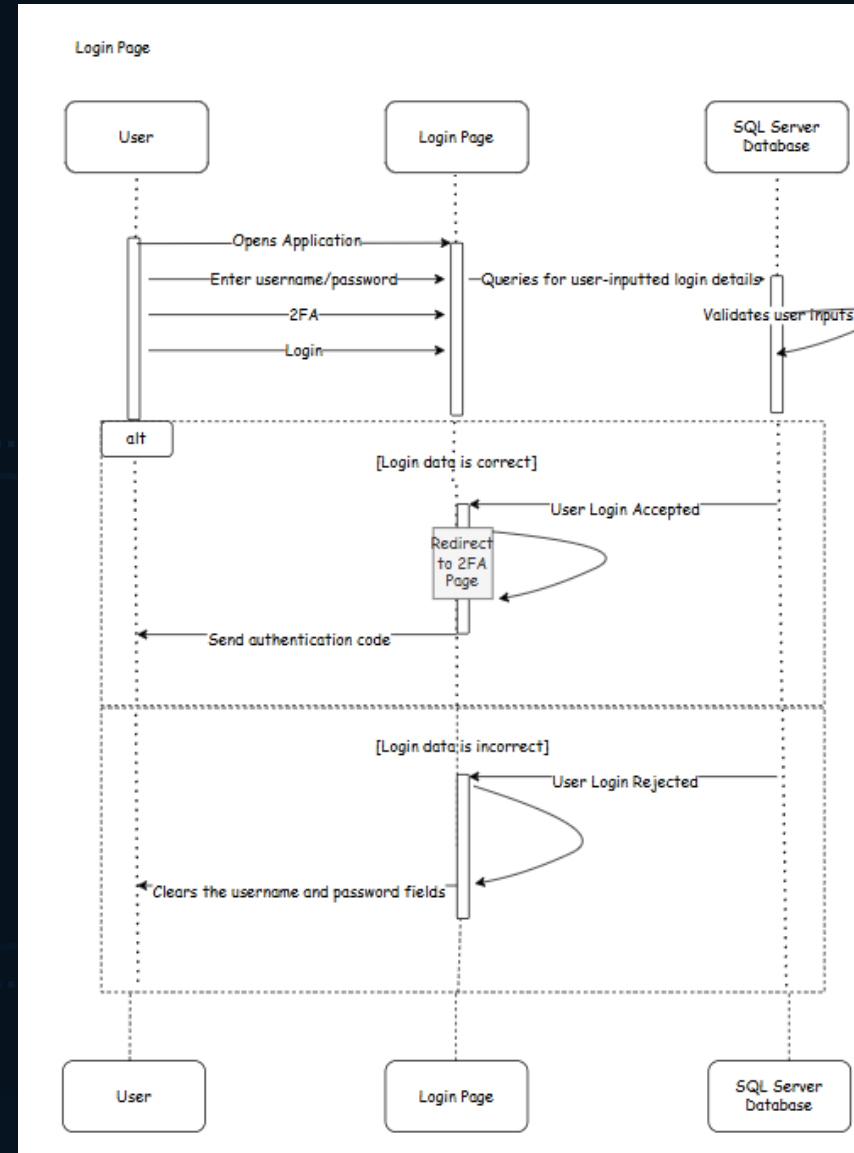 Login Page
User
Login Page
SQL Server
Database
Opens Application
Enter username/password
Queries for user-inputted login details
2FA
Validates user inputs
Login
alt
[Login data is correct]
User Login Accepted
Redirect
to 2FA
Page
Send authentication code
[Login data is incorrect]
User Login Rejected
Clears the username and password fields
User
Login Page
SQL Server
Database